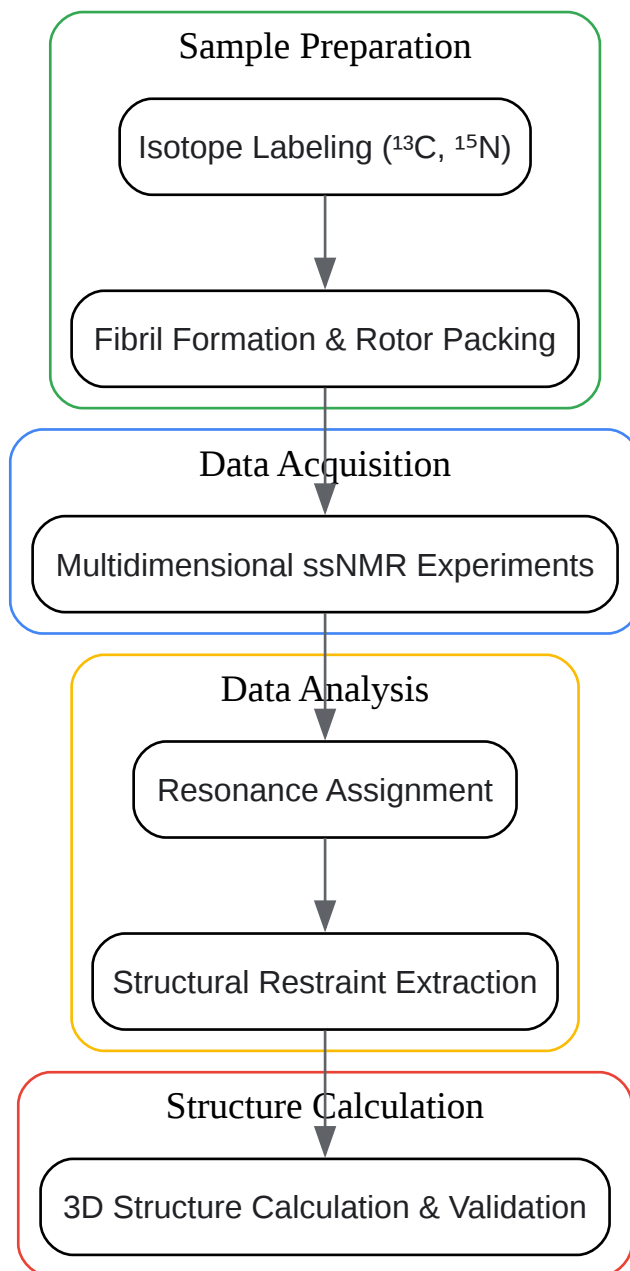 Sample Preparation
Isotope Labeling (¹³C, ¹⁵N)
Fibril Formation & Rotor Packing
Data Acquisition
Multidimensional ssNMR Experiments
Data Analysis
Resonance Assignment
Structural Restraint Extraction
Structure Calculation
3D Structure Calculation & Validation